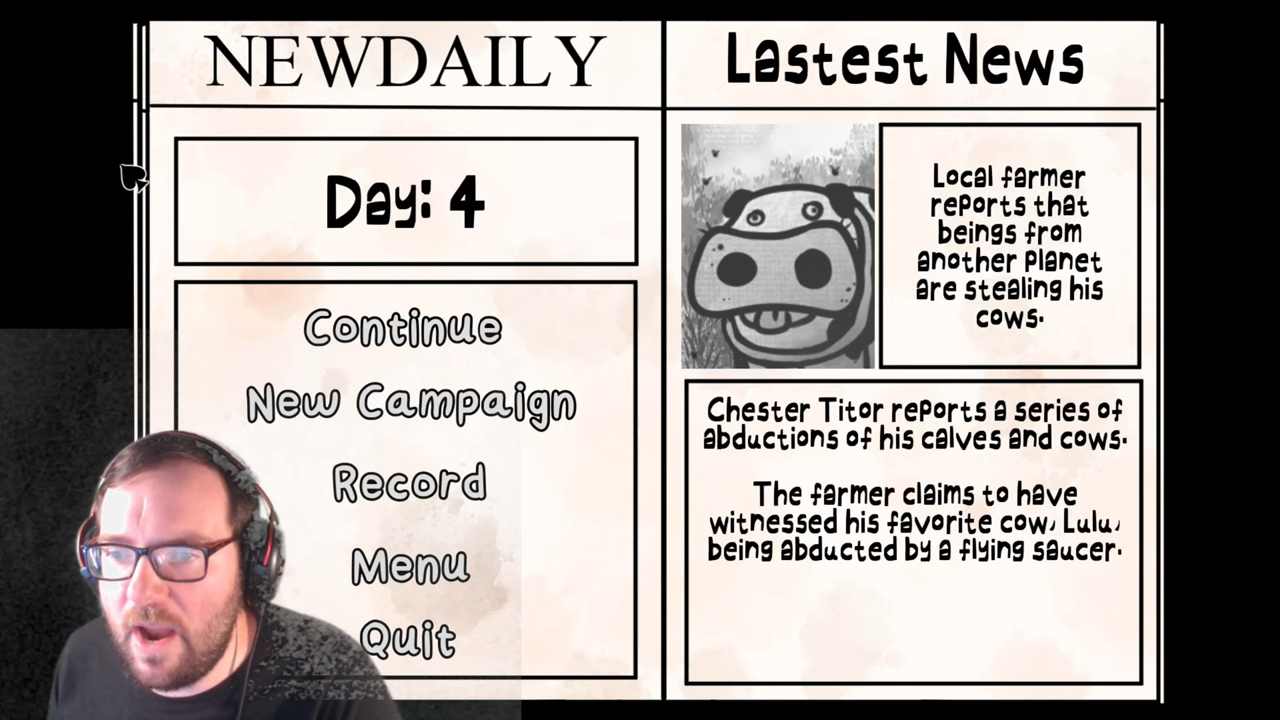 NEWDAILY
Day: 4
Continue
New Campaign
Record
Menu
Quit
Lastest News
Local farmer
reports that
beings from
another planet
are stealing his
cows.
Chester Titor reports a series of
abductions of his calves and cows.
The farmer claims to have
witnessed his favorite cow, Lulu,
being abducted by a flying saucer.